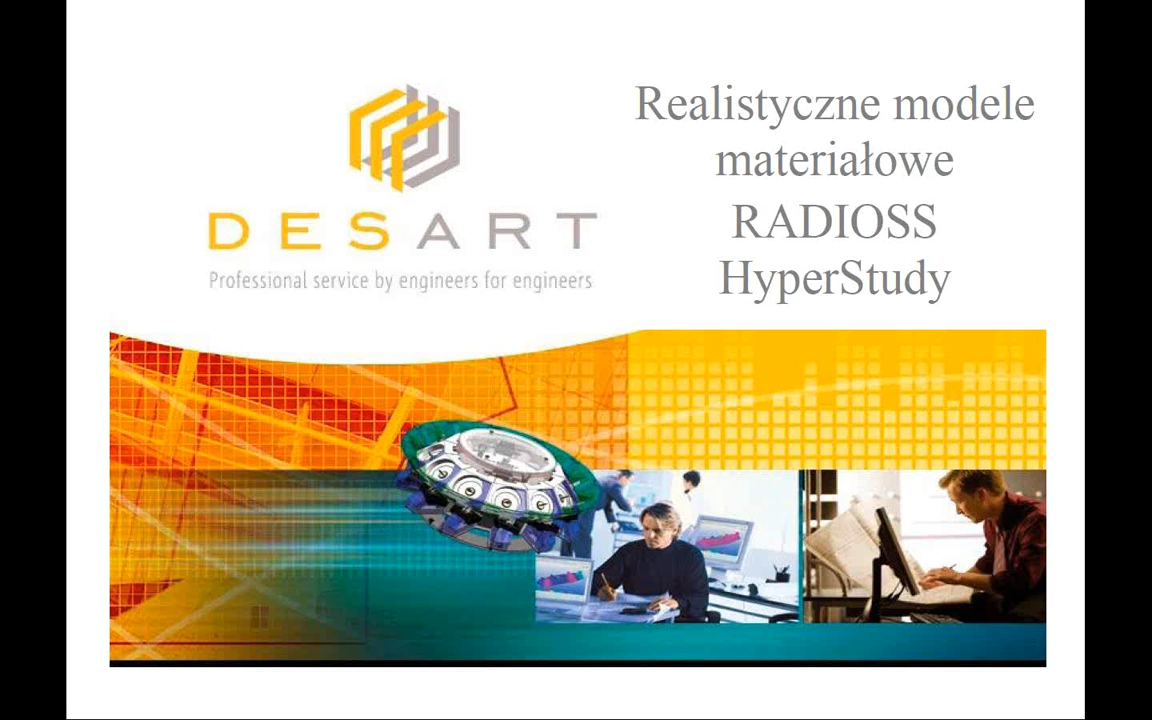 DESART
Professional service by engineers for engineers
Realistyczne modele
materiałowe
RADIOSS
HyperStudy